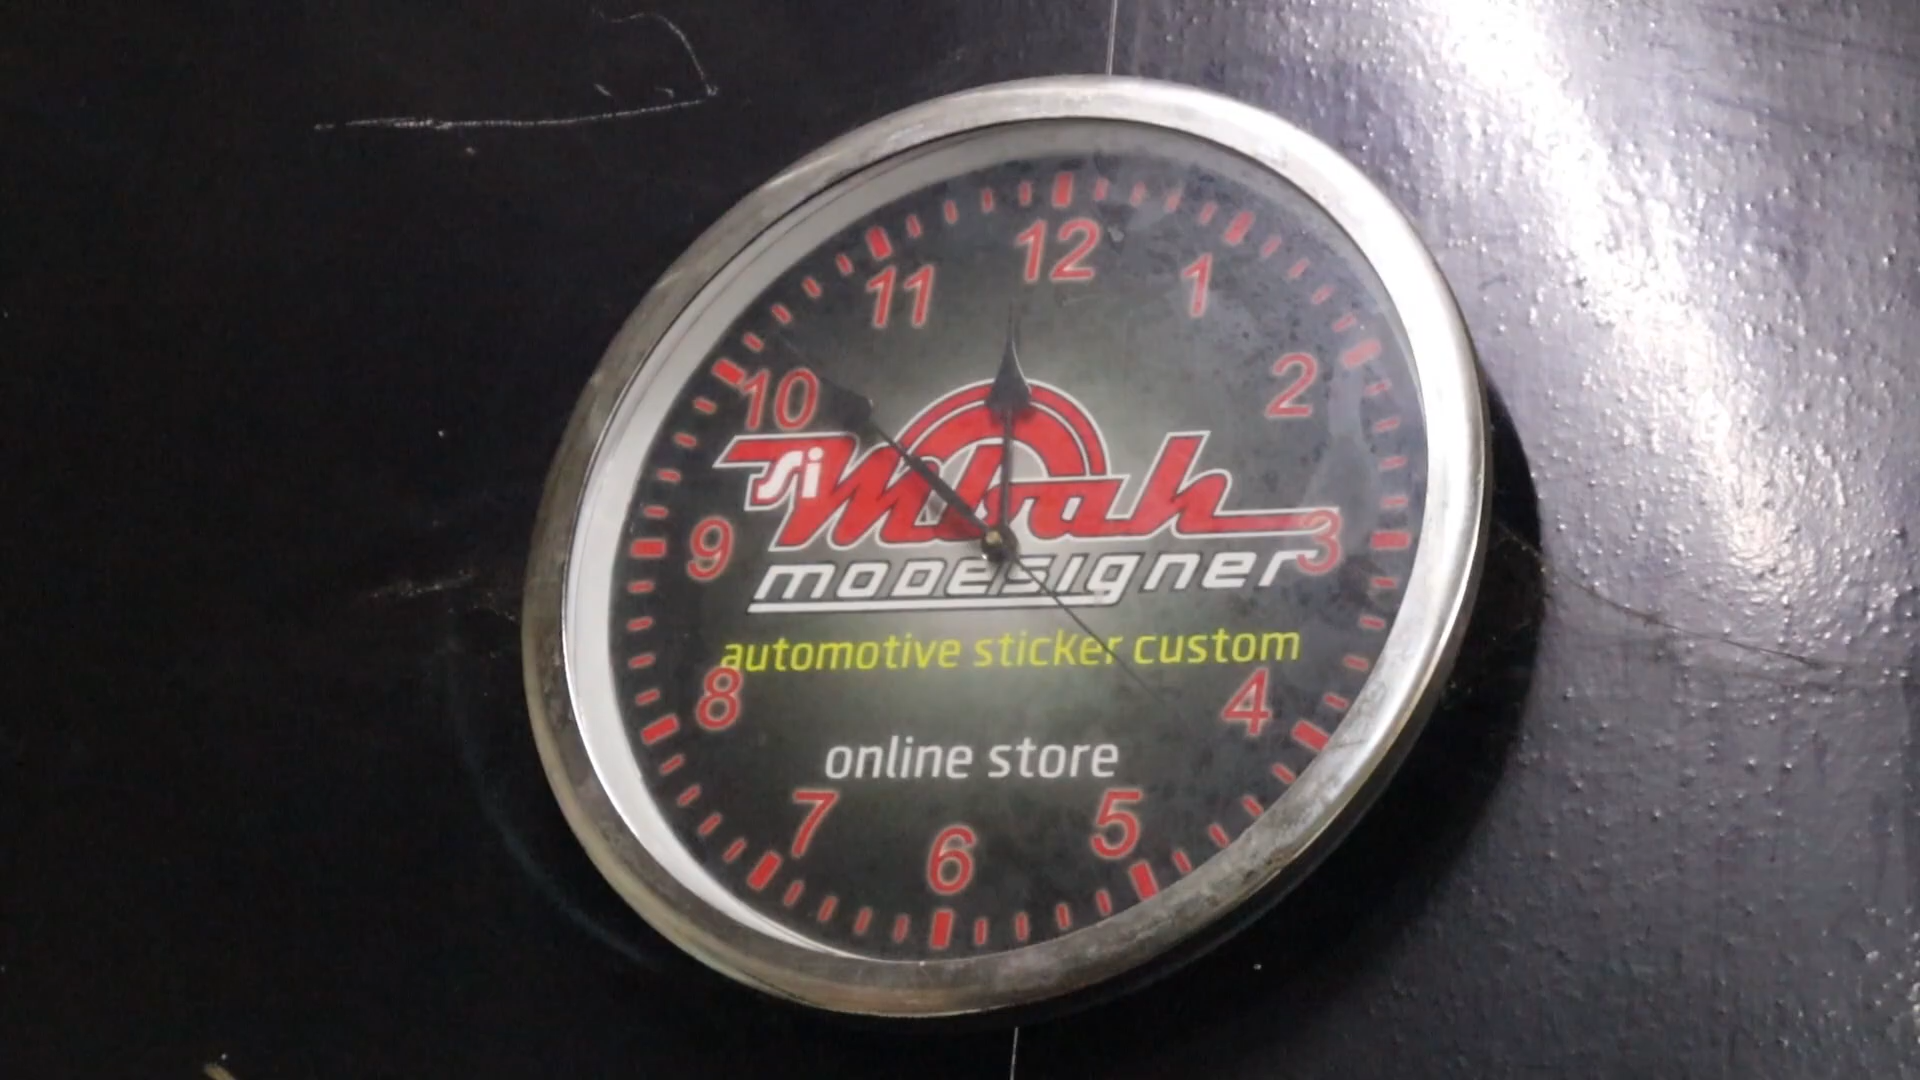 12
11 1
10 2
si Mbah
9 3
moDesigner
automotive sticker custom
8 4
online store
7 5
6